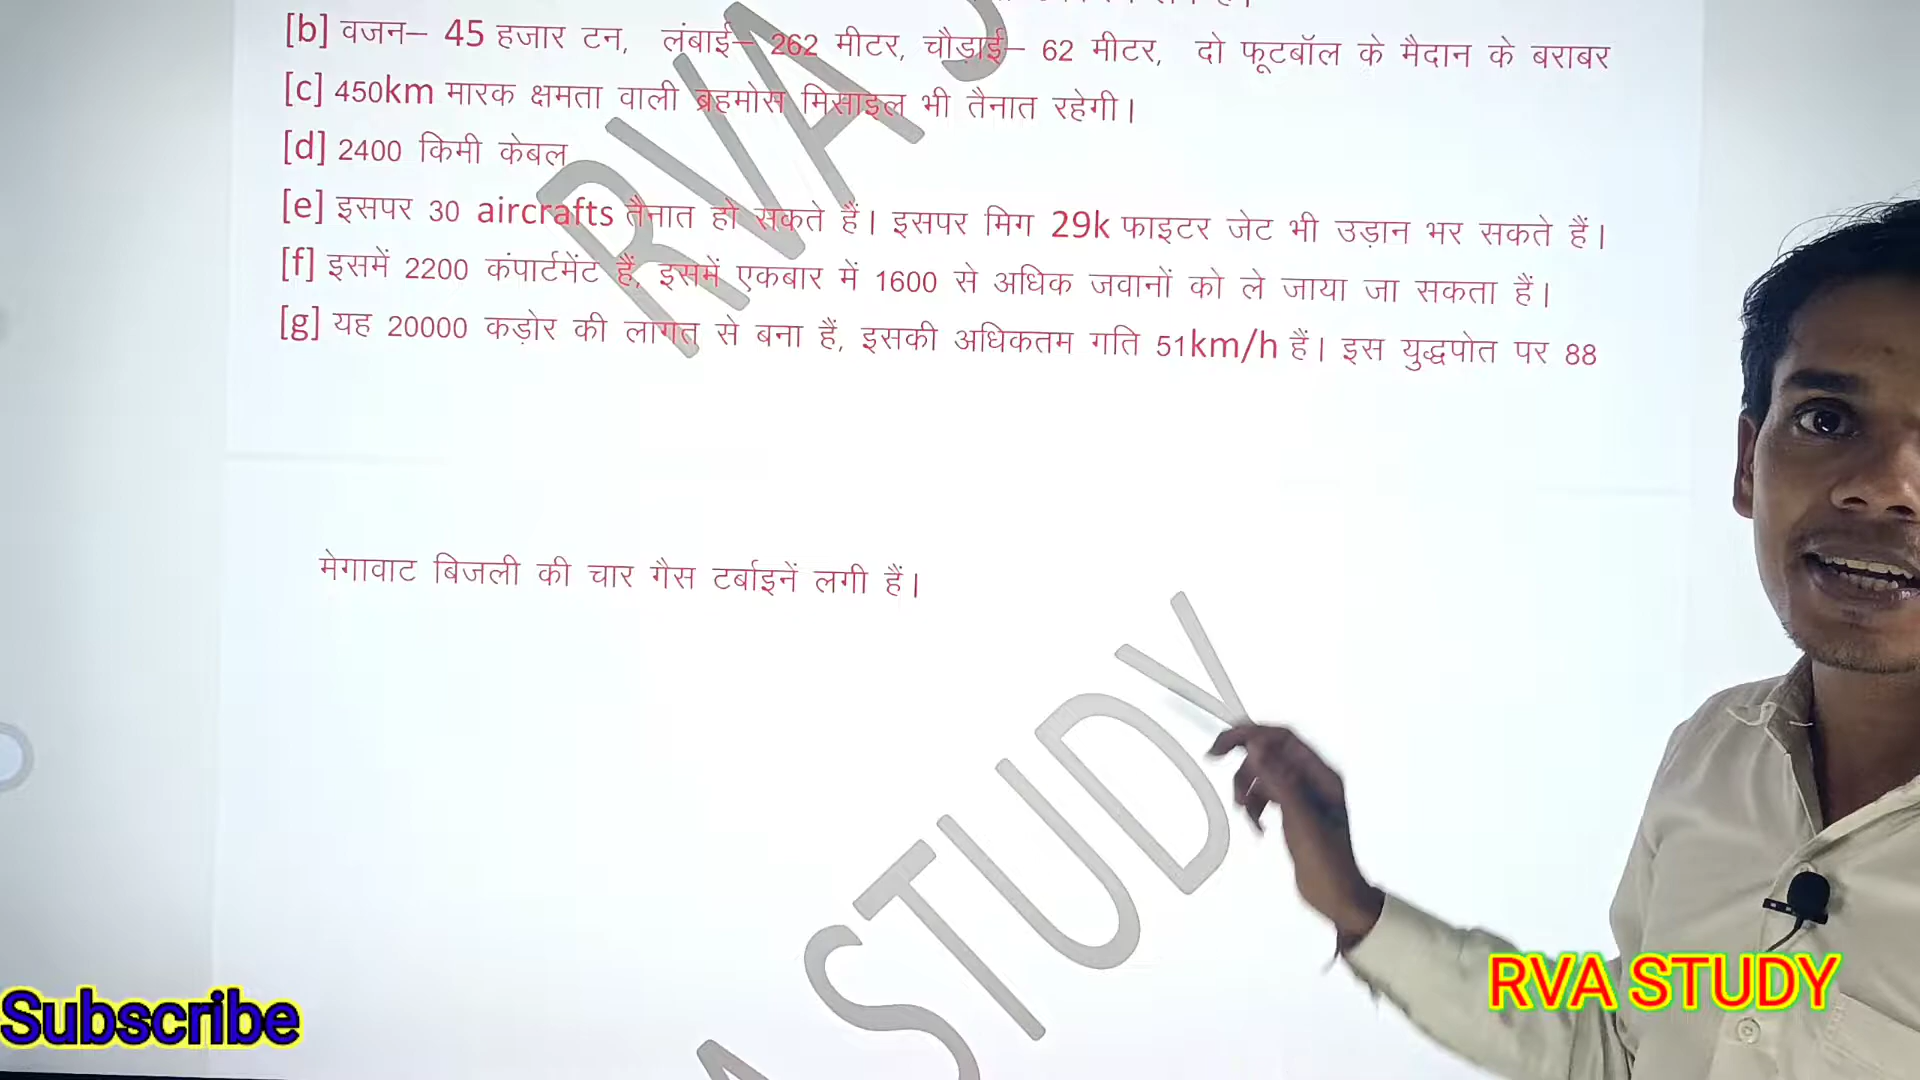 [b] वजन– 45 हजार टन, लंबाई– 262 मीटर, चौड़ाई– 62 मीटर, दो फूटबॉल के मैदान के बराबर
[c] 450km मारक क्षमता वाली ब्रहमोस मिसाइल भी तैनात रहेगी।
[d] 2400 किमी केबल
[e] इसपर 30 aircrafts तैनात हो सकते हैं। इसपर मिग 29k फाइटर जेट भी उड़ान भर सकते हैं।
[f] इसमें 2200 कंपार्टमेंट हैं, इसमें एकबार में 1600 से अधिक जवानों को ले जाया जा सकता हैं।
[g] यह 20000 कड़ोर की लागत से बना हैं, इसकी अधिकतम गति 51km/h हैं। इस युद्धपोत पर 88
मेगावाट बिजली की चार गैस टर्बाइनें लगी हैं।
RVA S
A STUDY
RVA STUDY
Subscribe